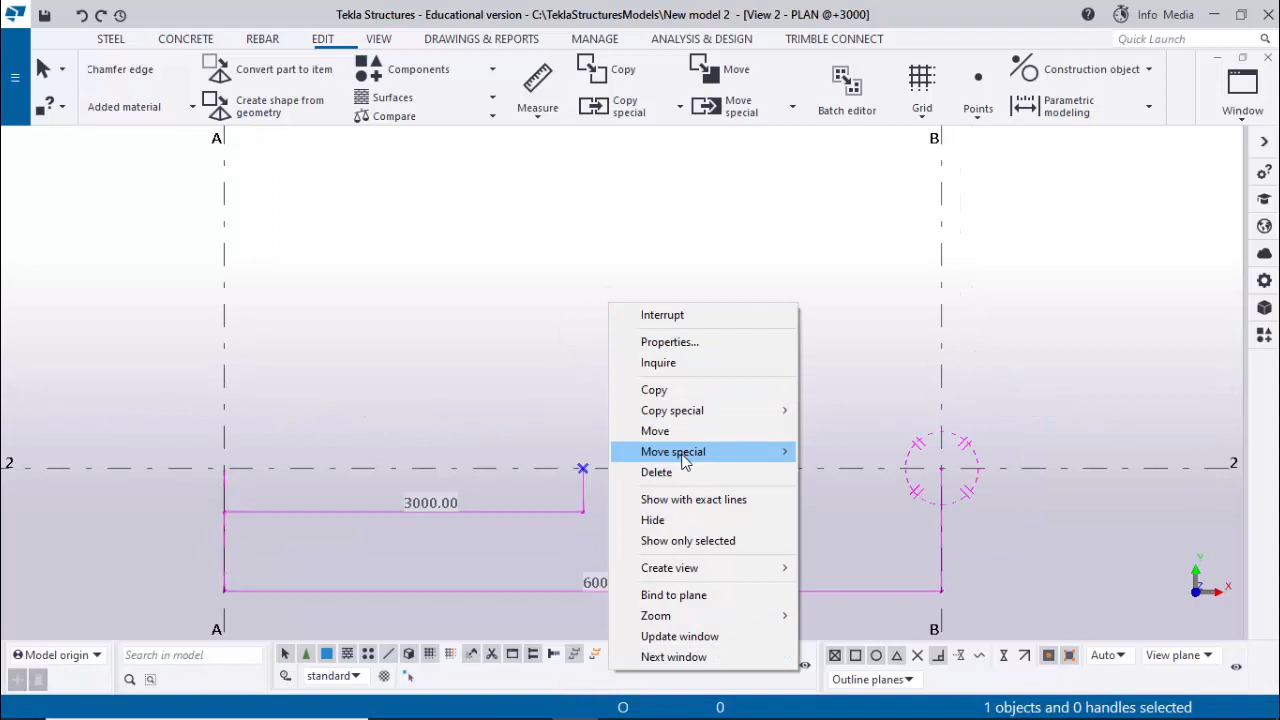 Tekla Structures - Educational version - C:\TeklaStructuresModels\New model 2 - [View 2 - PLAN @+3000]
Info Media
STEEL CONCRETE REBAR EDIT VIEW DRAWINGS & REPORTS MANAGE ANALYSIS & DESIGN TRIMBLE CONNECT
Quick Launch
Chamfer edge
Added material
Convert part to item
Create shape from
geometry
Components
Surfaces
Compare
Measure
Copy
Copy
special
Move
Move
special
Batch editor
Grid
Points
Construction object
Parametric
modeling
Window
A
B
2
2
3000.00
600
A
B
Interrupt
Properties...
Inquire
Copy
Copy special
Move
Move special
Delete
Show with exact lines
Hide
Show only selected
Create view
Bind to plane
Zoom
Update window
Next window
Y
X
Model origin
Search in model
standard
Auto
View plane
Outline planes
O
0
1 objects and 0 handles selected